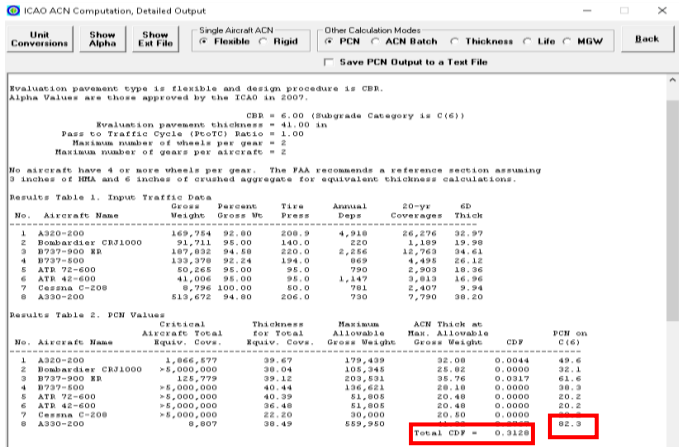 ICAO ACN Computation, Detailed Output
Unit Conversions
Show Alpha
Show Ext File
Single Aircraft ACN
Flexible Rigid
Other Calculation Modes
PCN ACN Batch Thickness Life MGW
Back
Save PCN Output to a Text File
Evaluation pavement type is flexible and design procedure is CBR.
Alpha Values are those approved by the ICAO in 2007.
CBR = 6.00 (Subgrade Category is C(6))
Evaluation pavement thickness = 41.00 in
Pass to Traffic Cycle (PtoTC) Ratio = 1.00
Maximum number of wheels per gear = 2
Maximum number of gears per aircraft = 2
No aircraft have 4 or more wheels per gear. The FAA recommends a reference section assuming
3 inches of HMA and 6 inches of crushed aggregate for equivalent thickness calculations.
Results Table 1. Input Traffic Data
Gross Percent Tire Annual 20-yr 6D
No. Aircraft Name Weight Gross Wt Press Deps Coverages Thick
1 A320-200 169,754 92.80 208.9 4,918 26,276 32.97
2 Bombardier CRJ1000 91,711 95.00 140.0 220 1,189 19.98
3 B737-900 ER 187,832 94.58 220.0 2,256 12,763 34.61
4 B737-500 133,378 92.24 194.0 869 4,495 26.12
5 ATR 72-600 50,265 95.00 95.0 790 2,903 18.36
6 ATR 42-600 41,006 95.00 95.0 1,147 3,813 16.96
7 Cessna C-208 8,796 100.00 50.0 781 2,407 9.94
8 A330-200 513,672 94.80 206.0 730 7,790 38.20
Results Table 2. PCN Values
Critical Thickness Maximum ACN Thick at
Aircraft Total for Total Allowable Max. Allowable PCN on
No. Aircraft Name Equiv. Covs. Equiv. Covs. Gross Weight Gross Weight CDF C(6)
1 A320-200 1,866,577 39.67 179,439 32.08 0.0044 49.6
2 Bombardier CRJ1000 >5,000,000 38.04 105,345 25.82 0.0000 32.1
3 B737-900 ER 125,779 39.12 203,531 35.76 0.0317 61.6
4 B737-500 >5,000,000 40.44 136,621 28.18 0.0000 38.3
5 ATR 72-600 >5,000,000 40.39 51,805 20.48 0.0000 20.2
6 ATR 42-600 >5,000,000 36.48 51,805 20.48 0.0000 20.2
7 Cessna C-208 >5,000,000 22.20 30,000 20.50 0.0000
8 A330-200 8,807 38.49 559,950 82.3
Total CDF = 0.3128